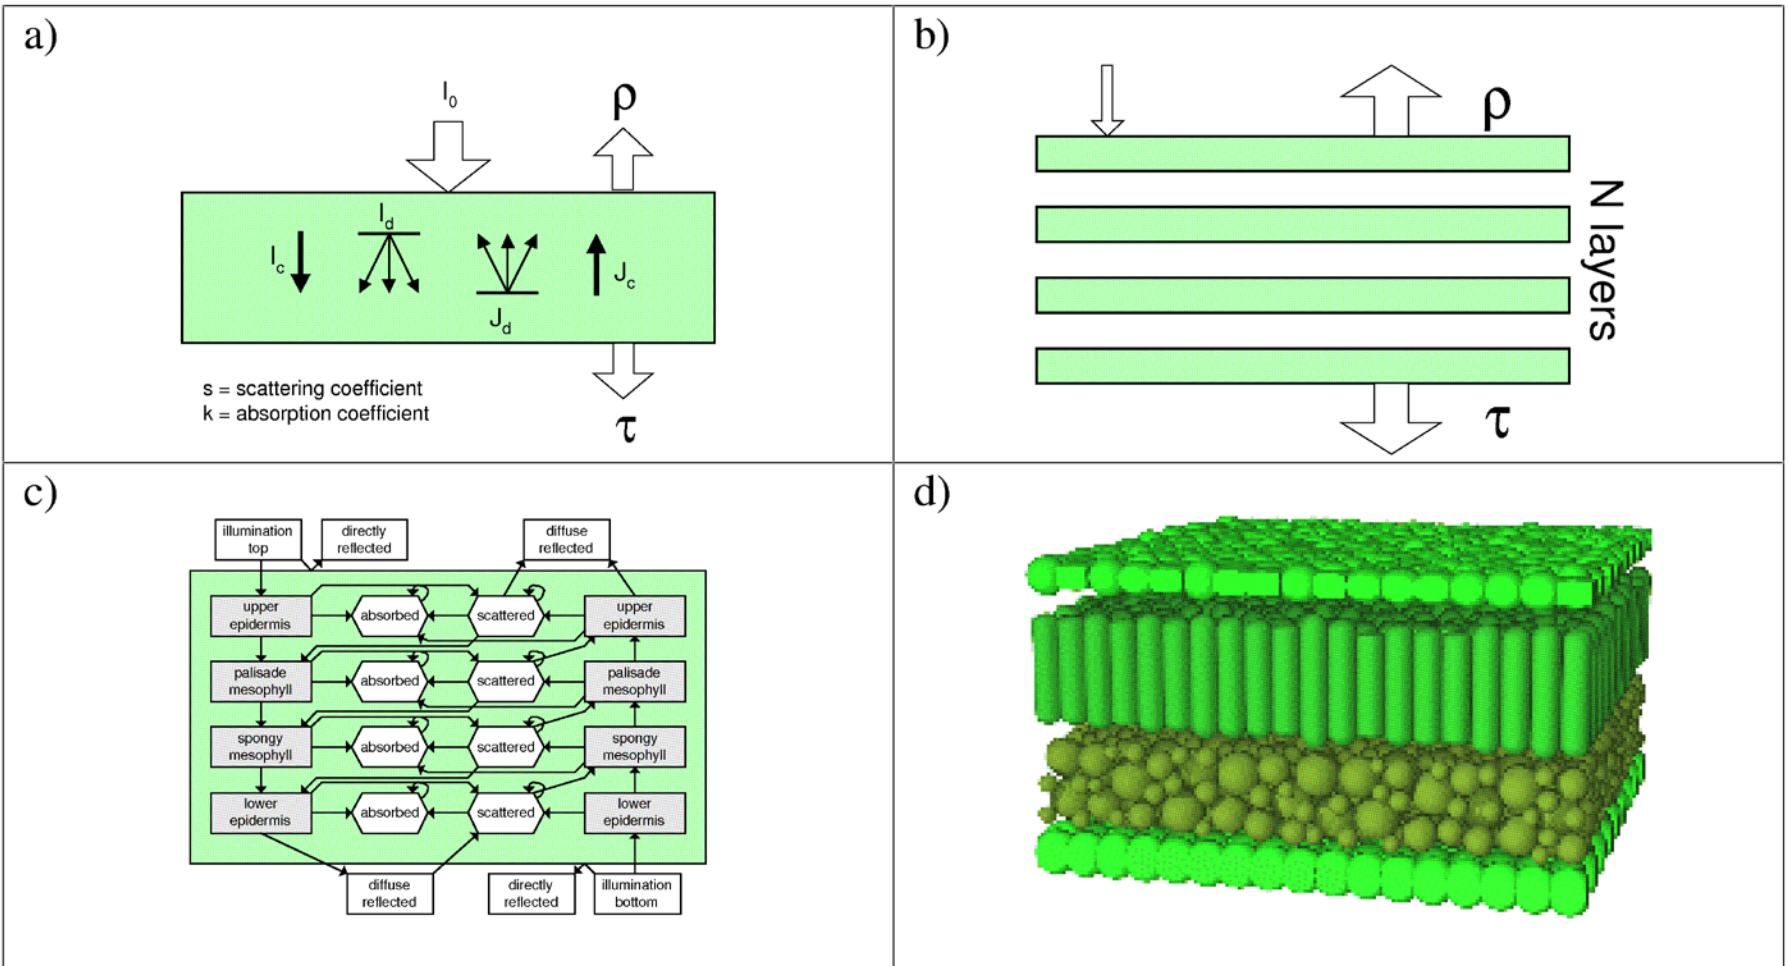 a)
I0
ρ
Id
Ic
Jc
Jd
s = scattering coefficient
k = absorption coefficient
τ
b)
ρ
N layers
τ
c)
illumination
top
directly
reflected
diffuse
reflected
upper
epidermis
absorbed
scattered
upper
epidermis
palisade
mesophyll
absorbed
scattered
palisade
mesophyll
spongy
mesophyll
absorbed
scattered
spongy
mesophyll
lower
epidermis
absorbed
scattered
lower
epidermis
diffuse
reflected
directly
reflected
illumination
bottom
d)